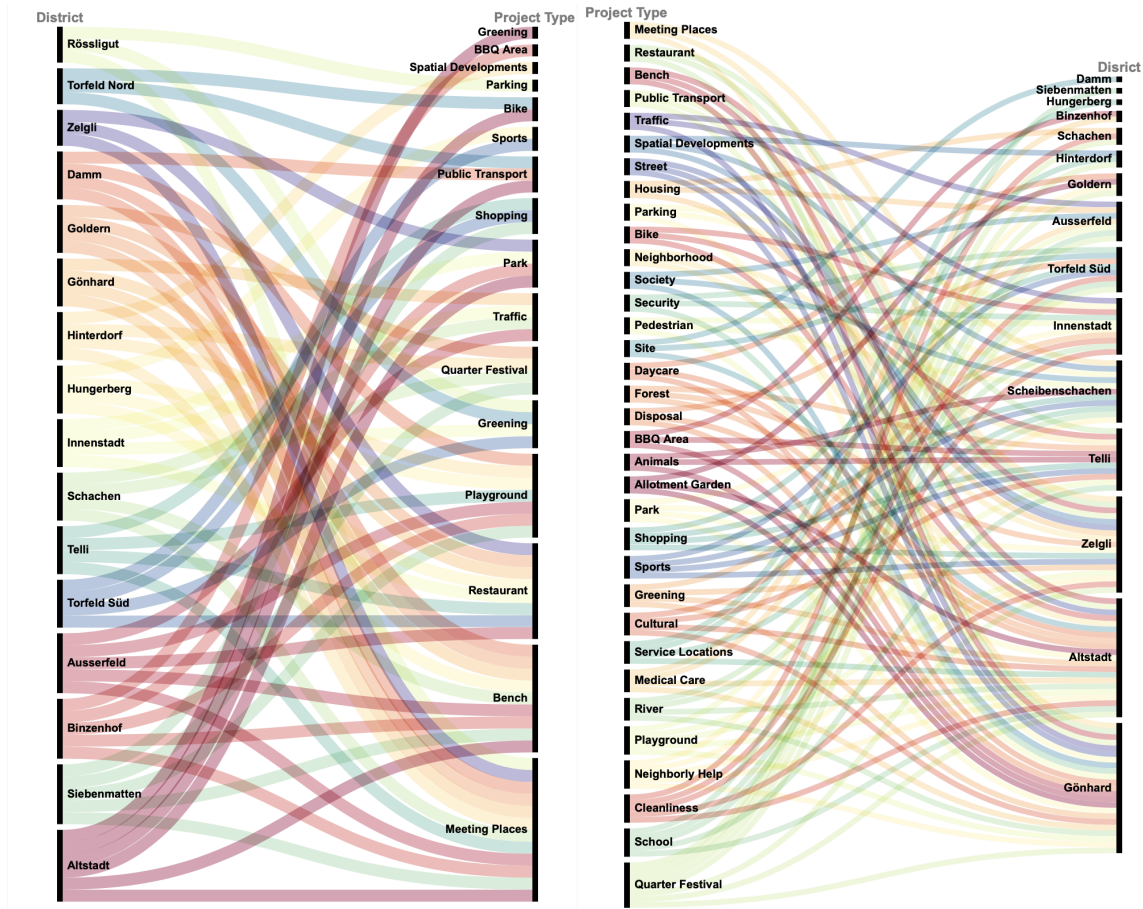 District
Project Type
Rössligut
Torfeld Nord
Zelgli
Damm
Goldern
Gönhard
Hinterdorf
Hungerberg
Innenstadt
Schachen
Telli
Torfeld Süd
Ausserfeld
Binzenhof
Siebenmatten
Altstadt
Greening
BBQ Area
Spatial Developments
Parking
Bike
Sports
Public Transport
Shopping
Park
Traffic
Quarter Festival
Greening
Playground
Restaurant
Bench
Meeting Places
Project Type
Disrict
Meeting Places
Restaurant
Bench
Public Transport
Traffic
Spatial Developments
Street
Housing
Parking
Bike
Neighborhood
Society
Security
Pedestrian
Site
Daycare
Forest
Disposal
BBQ Area
Animals
Allotment Garden
Park
Shopping
Sports
Greening
Cultural
Service Locations
Medical Care
River
Playground
Neighborly Help
Cleanliness
School
Quarter Festival
Damm
Siebenmatten
Hungerberg
Binzenhof
Schachen
Hinterdorf
Goldern
Ausserfeld
Torfeld Süd
Innenstadt
Scheibenschachen
Telli
Zelgli
Altstadt
Gönhard